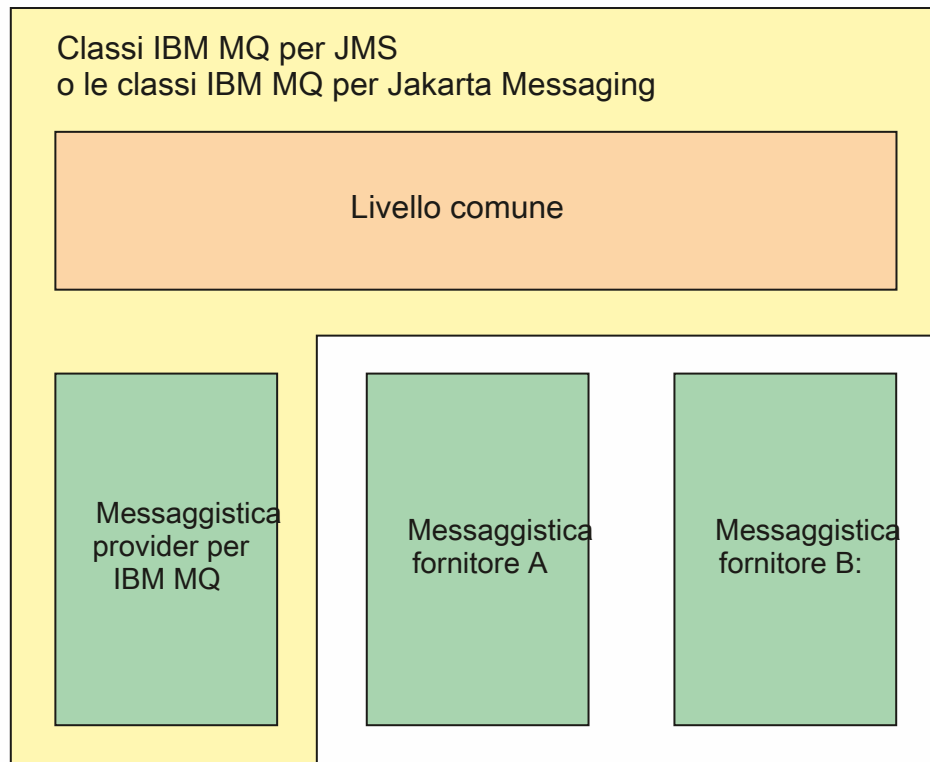 Classi IBM MQ per JMS
o le classi IBM MQ per Jakarta Messaging
Livello comune
Messaggistica
provider per
IBM MQ
Messaggistica
fornitore A
Messaggistica
fornitore B: